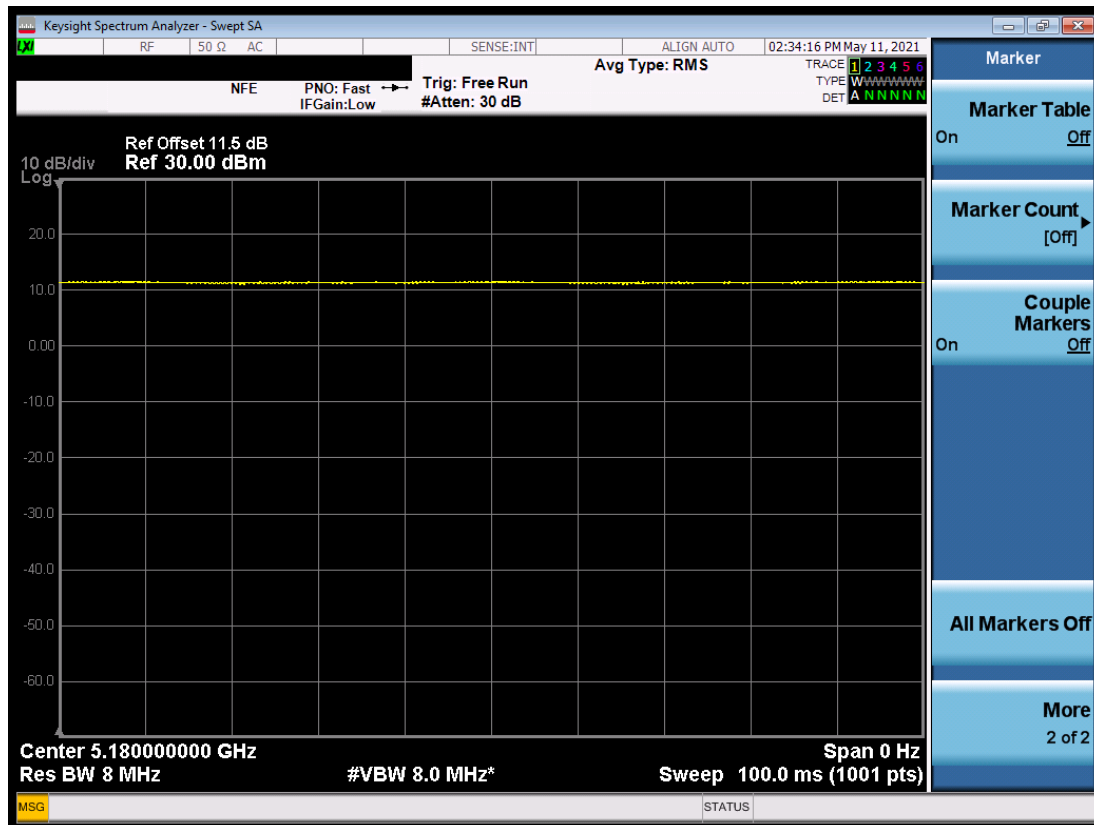 Keysight Spectrum Analyzer - Swept SA
LXI RF 50 Ω AC SENSE:INT ALIGN AUTO 02:34:16 PM May 11, 2021
NFE PNO: Fast Trig: Free Run Avg Type: RMS TRACE 1 2 3 4 5 6
IFGain:Low #Atten: 30 dB TYPE W W W W W W
DET A N N N N N
Ref Offset 11.5 dB
10 dB/div Ref 30.00 dBm
Log
20.0
10.0
0.00
-10.0
-20.0
-30.0
-40.0
-50.0
-60.0
Center 5.180000000 GHz Span 0 Hz
Res BW 8 MHz #VBW 8.0 MHz* Sweep 100.0 ms (1001 pts)
MSG STATUS
Marker
Marker Table
On Off
Marker Count
[Off]
Couple
Markers
On Off
All Markers Off
More
2 of 2